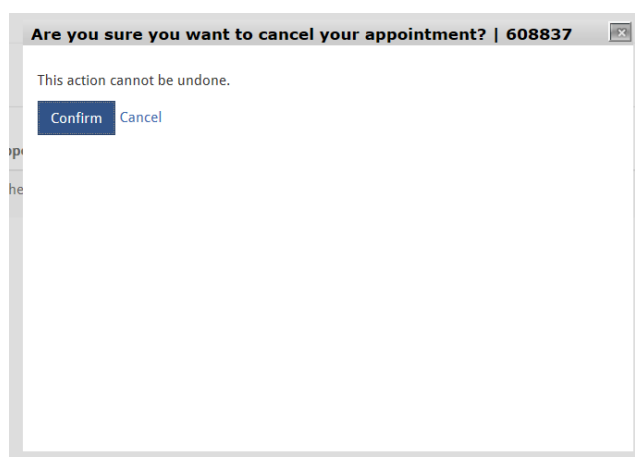 Are you sure you want to cancel your appointment? | 608837
This action cannot be undone.
Confirm Cancel